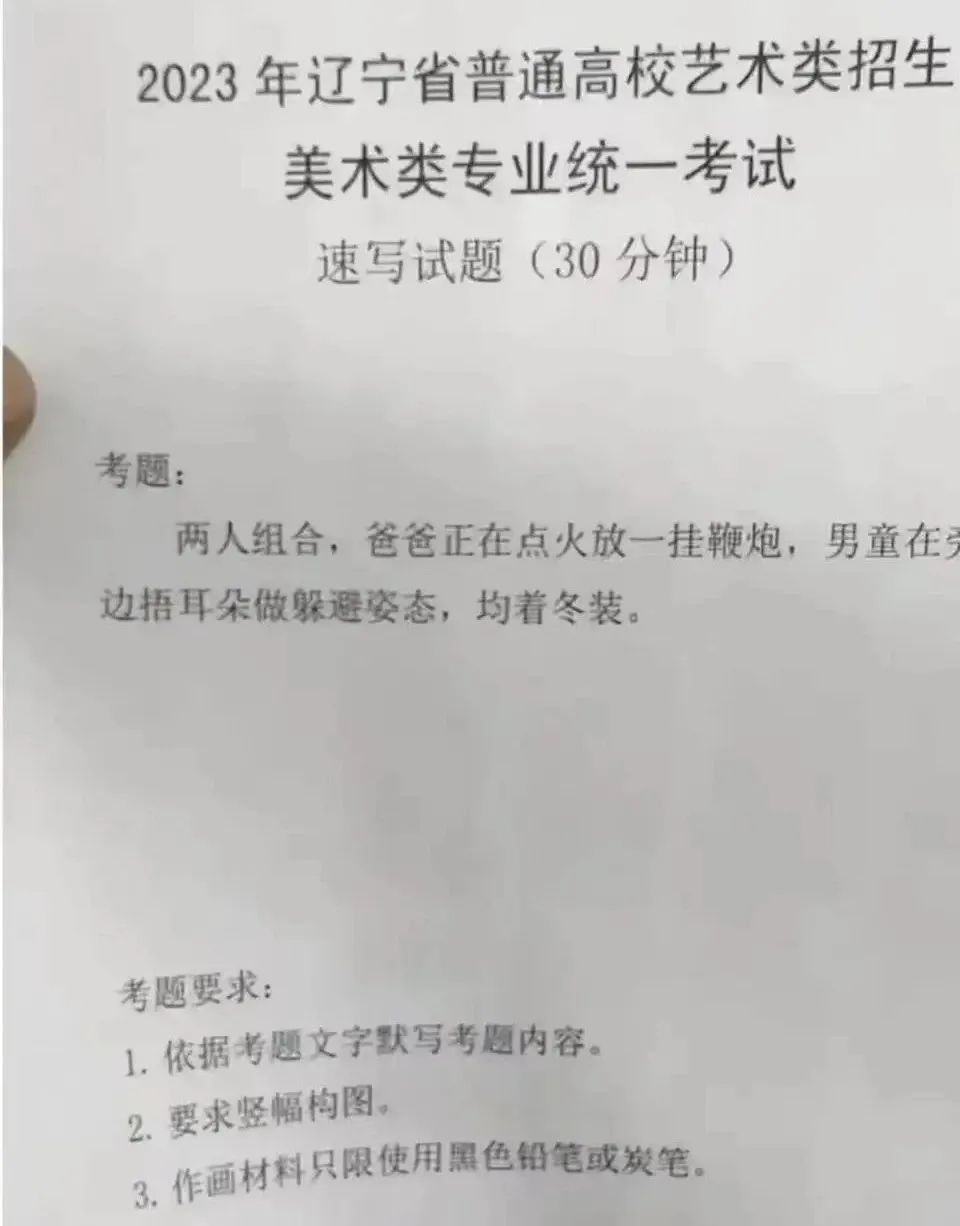 2023 年辽宁省普通高校艺术类招生
美术类专业统一考试
速写试题（30 分钟）
考题：
两人组合，爸爸正在点火放一挂鞭炮，男童在旁
边捂耳朵做躲避姿态，均着冬装。
考题要求：
1. 依据考题文字默写考题内容。
2. 要求竖幅构图。
3. 作画材料只限使用黑色铅笔或炭笔。